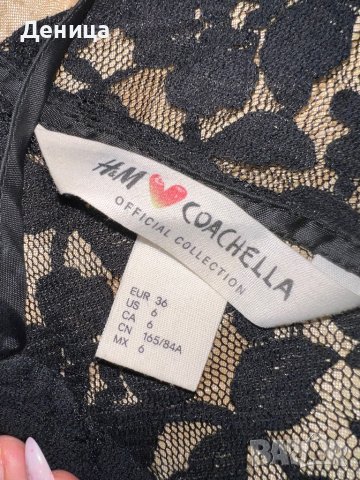 Деница
H&M COACHELLA
OFFICIAL COLLECTION
EUR 36
US 6
CA 6
CN 165/84A
MX 6